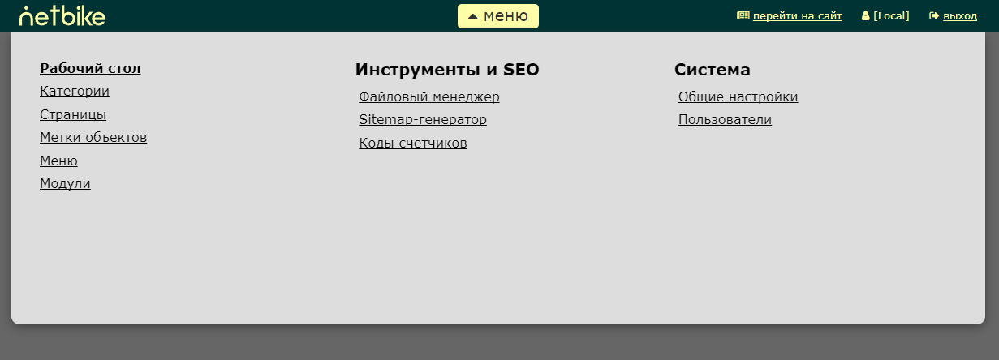 netbike
меню
перейти на сайт
[Local]
выход
Рабочий стол
Категории
Страницы
Метки объектов
Меню
Модули
Инструменты и SEO
Файловый менеджер
Sitemap-генератор
Коды счетчиков
Система
Общие настройки
Пользователи